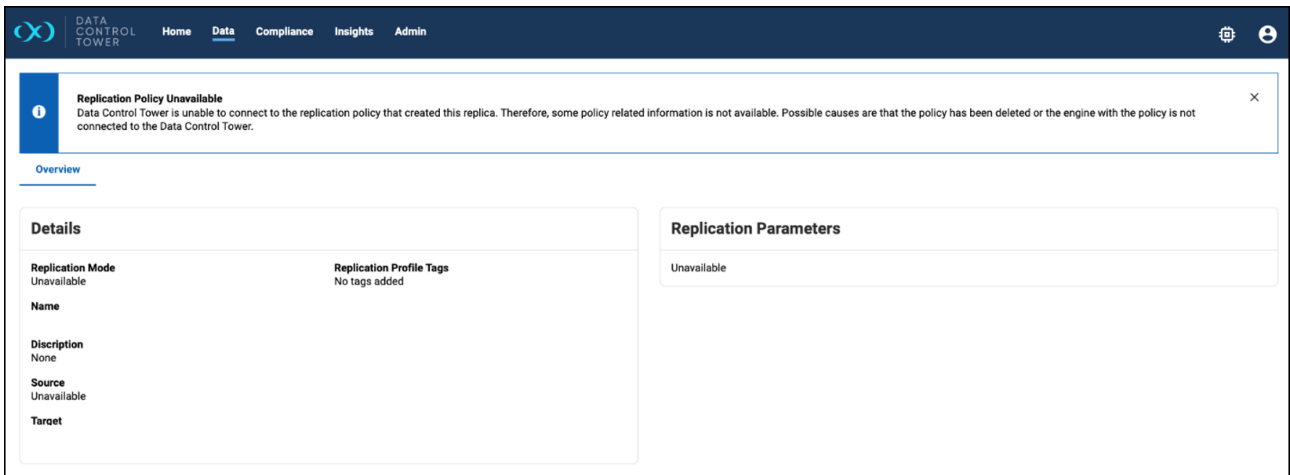 DATA
CONTROL
TOWER
Home Data Compliance Insights Admin
Replication Policy Unavailable
Data Control Tower is unable to connect to the replication policy that created this replica. Therefore, some policy related information is not available. Possible causes are that the policy has been deleted or the engine with the policy is not
connected to the Data Control Tower.
Overview
Details
Replication Mode
Unavailable
Replication Profile Tags
No tags added
Name
Discription
None
Source
Unavailable
Target
Replication Parameters
Unavailable